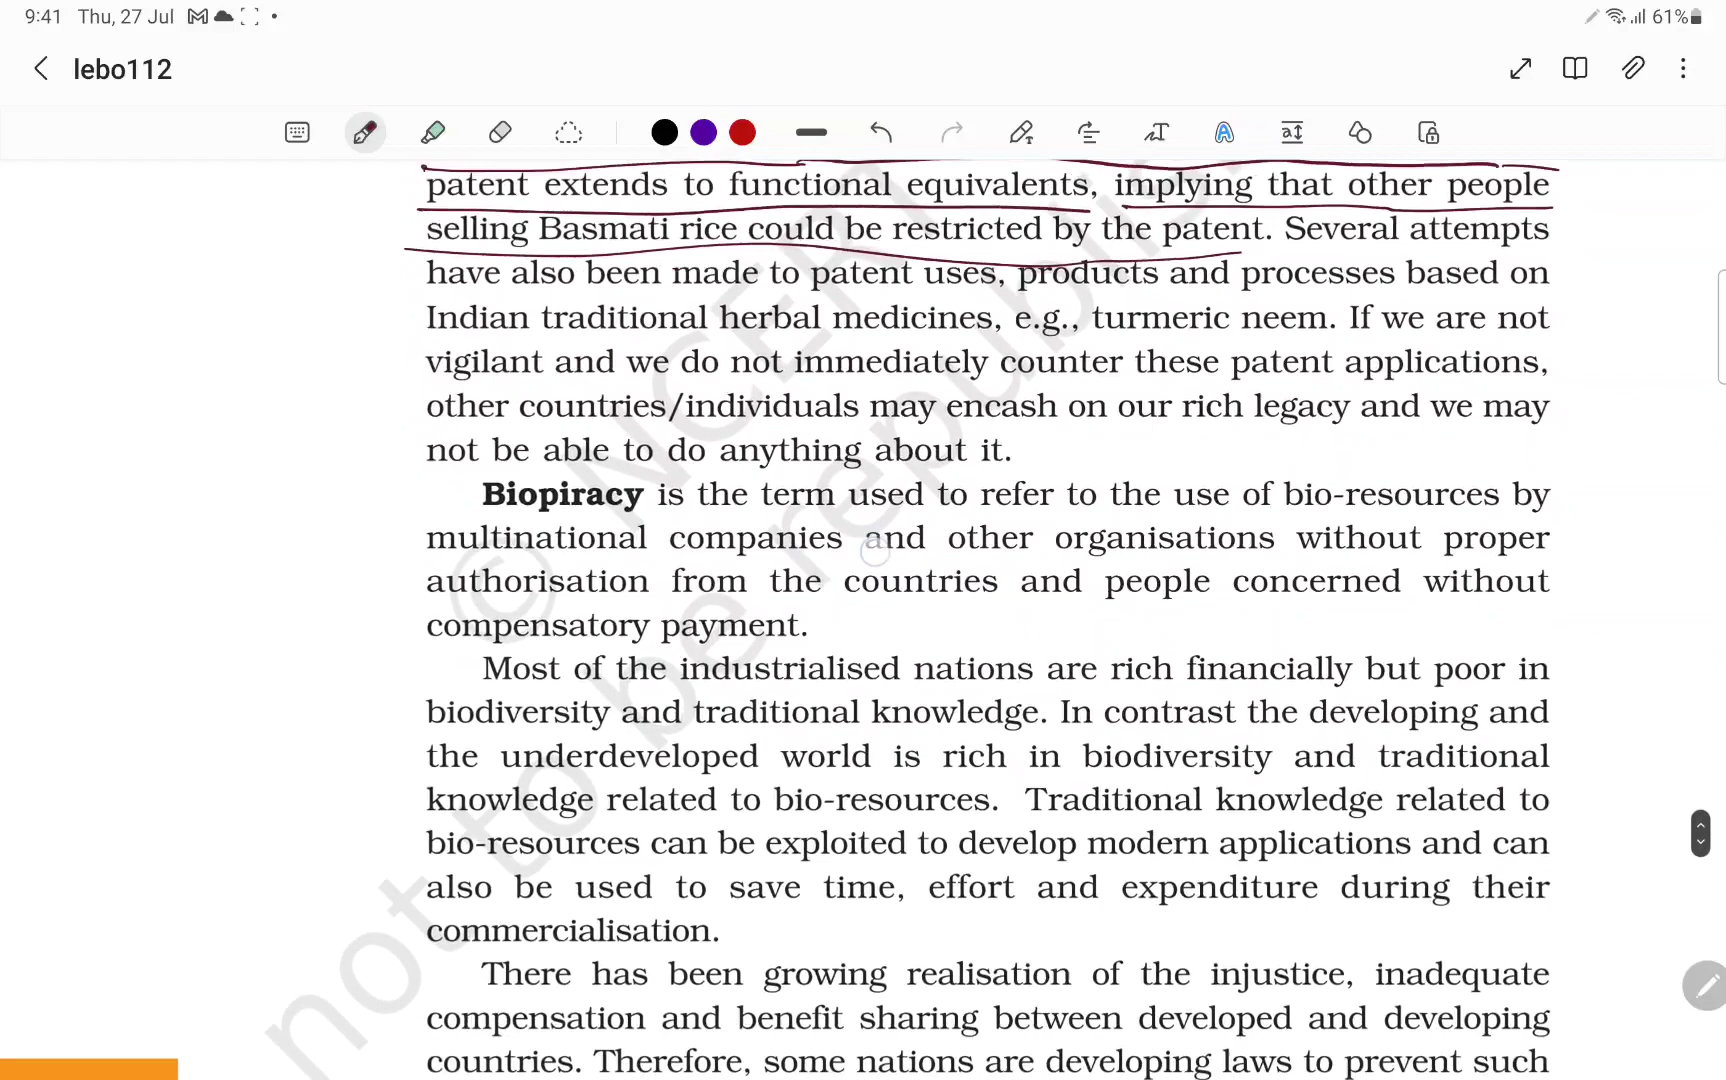 9:41 Thu, 27 Jul 61%
lebo112
patent extends to functional equivalents, implying that other people
selling Basmati rice could be restricted by the patent. Several attempts
have also been made to patent uses, products and processes based on
Indian traditional herbal medicines, e.g., turmeric neem. If we are not
vigilant and we do not immediately counter these patent applications,
other countries/individuals may encash on our rich legacy and we may
not be able to do anything about it.
Biopiracy is the term used to refer to the use of bio-resources by
multinational companies and other organisations without proper
authorisation from the countries and people concerned without
compensatory payment.
Most of the industrialised nations are rich financially but poor in
biodiversity and traditional knowledge. In contrast the developing and
the underdeveloped world is rich in biodiversity and traditional
knowledge related to bio-resources. Traditional knowledge related to
bio-resources can be exploited to develop modern applications and can
also be used to save time, effort and expenditure during their
commercialisation.
There has been growing realisation of the injustice, inadequate
compensation and benefit sharing between developed and developing
countries. Therefore, some nations are developing laws to prevent such
© NCERT
not to be republis